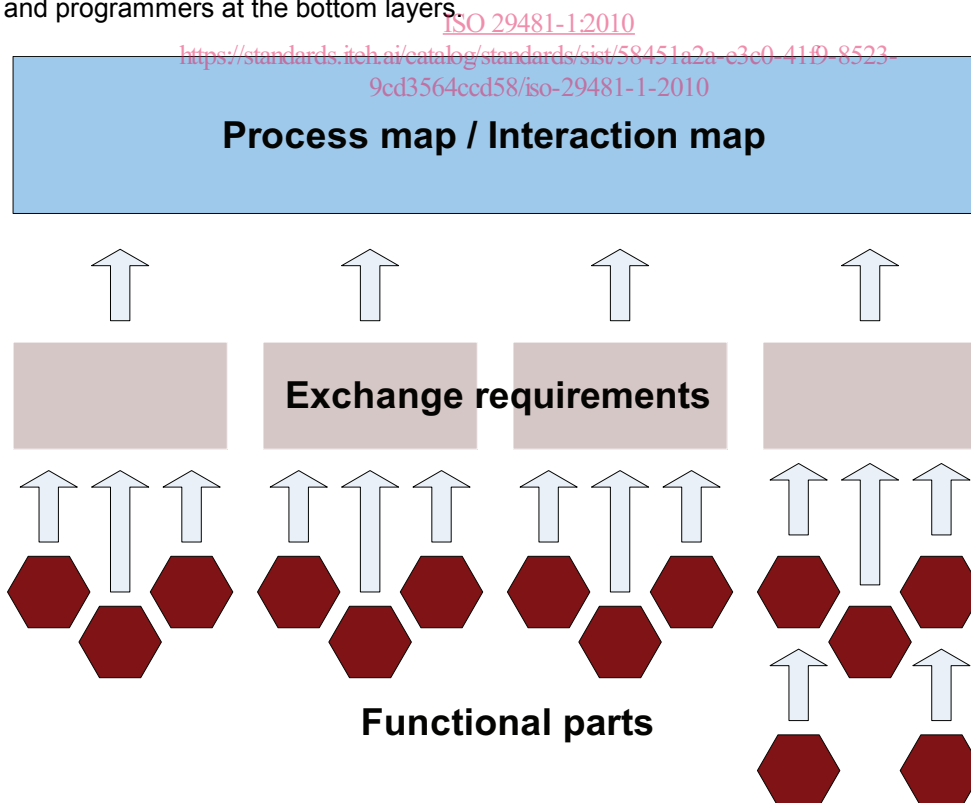 and programmers at the bottom layers.
ISO 29481-1:2010
https://standards.iteh.ai/catalog/standards/sist/58451a2a-e3c0-41f9-8523-
9cd3564ccd58/iso-29481-1-2010
Process map / Interaction map
Exchange requirements
Functional parts